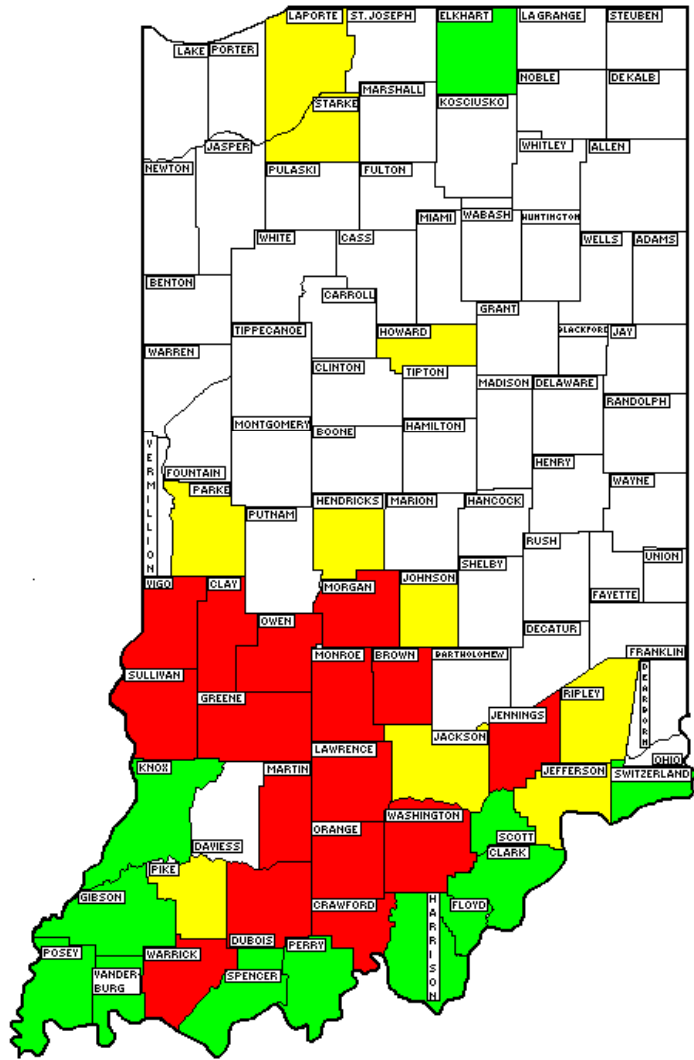 LAPORTE
ST. JOSEPH
ELKHART
LAGRANGE
STEUBEN
LAKE
PORTER
NOBLE
DEKALB
MARSHALL
STARKE
KOSCIUSKO
WHITLEY
ALLEN
JASPER
NEWTON
PULASKI
FULTON
MIAMI
WABASH
HUNTINGTON
WHITE
CASS
WELLS
ADAMS
BENTON
CARROLL
GRANT
TIPPECANOE
HOWARD
BLACKFORD
JAY
WARREN
CLINTON
TIPTON
MADISON
DELAWARE
RANDOLPH
MONTGOMERY
BOONE
HAMILTON
VERMILLION
HENRY
FOUNTAIN
WAYNE
PARKE
HENDRICKS
MARION
HANCOCK
PUTNAM
RUSH
UNION
SHELBY
VIGO
CLAY
MORGAN
JOHNSON
FAYETTE
OWEN
DECATUR
MONROE
BROWN
BARTHOLOMEW
FRANKLIN
SULLIVAN
DEARBORN
RIPLEY
GREENE
JENNINGS
JACKSON
LAWRENCE
OHIO
KNOX
MARTIN
JEFFERSON
SWITZERLAND
WASHINGTON
ORANGE
SCOTT
DAVIESS
CLARK
PIKE
GIBSON
CRAWFORD
HARRISON
FLOYD
DUBOIS
PERRY
POSEY
WARRICK
VANDER-
BURG
SPENCER